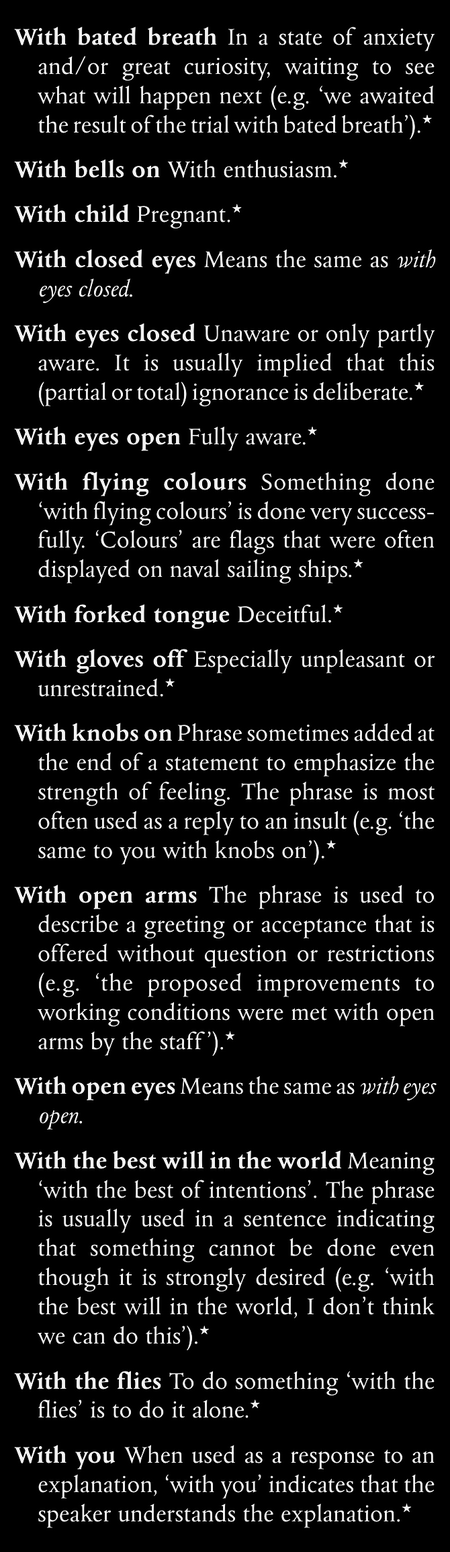 With bated breath In a state of anxiety
and/or great curiosity, waiting to see
what will happen next (e.g. ‘we awaited
the result of the trial with bated breath’).★
With bells on With enthusiasm.★
With child Pregnant.★
With closed eyes Means the same as with
eyes closed.
With eyes closed Unaware or only partly
aware. It is usually implied that this
(partial or total) ignorance is deliberate.★
With eyes open Fully aware.★
With flying colours Something done
‘with flying colours’ is done very success-
fully. ‘Colours’ are flags that were often
displayed on naval sailing ships.★
With forked tongue Deceitful.★
With gloves off Especially unpleasant or
unrestrained.★
With knobs on Phrase sometimes added at
the end of a statement to emphasize the
strength of feeling. The phrase is most
often used as a reply to an insult (e.g. ‘the
same to you with knobs on’).★
With open arms The phrase is used to
describe a greeting or acceptance that is
offered without question or restrictions
(e.g. ‘the proposed improvements to
working conditions were met with open
arms by the staff’).★
With open eyes Means the same as with eyes
open.
With the best will in the world Meaning
‘with the best of intentions’. The phrase
is usually used in a sentence indicating
that something cannot be done even
though it is strongly desired (e.g. ‘with
the best will in the world, I don’t think
we can do this’).★
With the flies To do something ‘with the
flies’ is to do it alone.★
With you When used as a response to an
explanation, ‘with you’ indicates that the
speaker understands the explanation.★